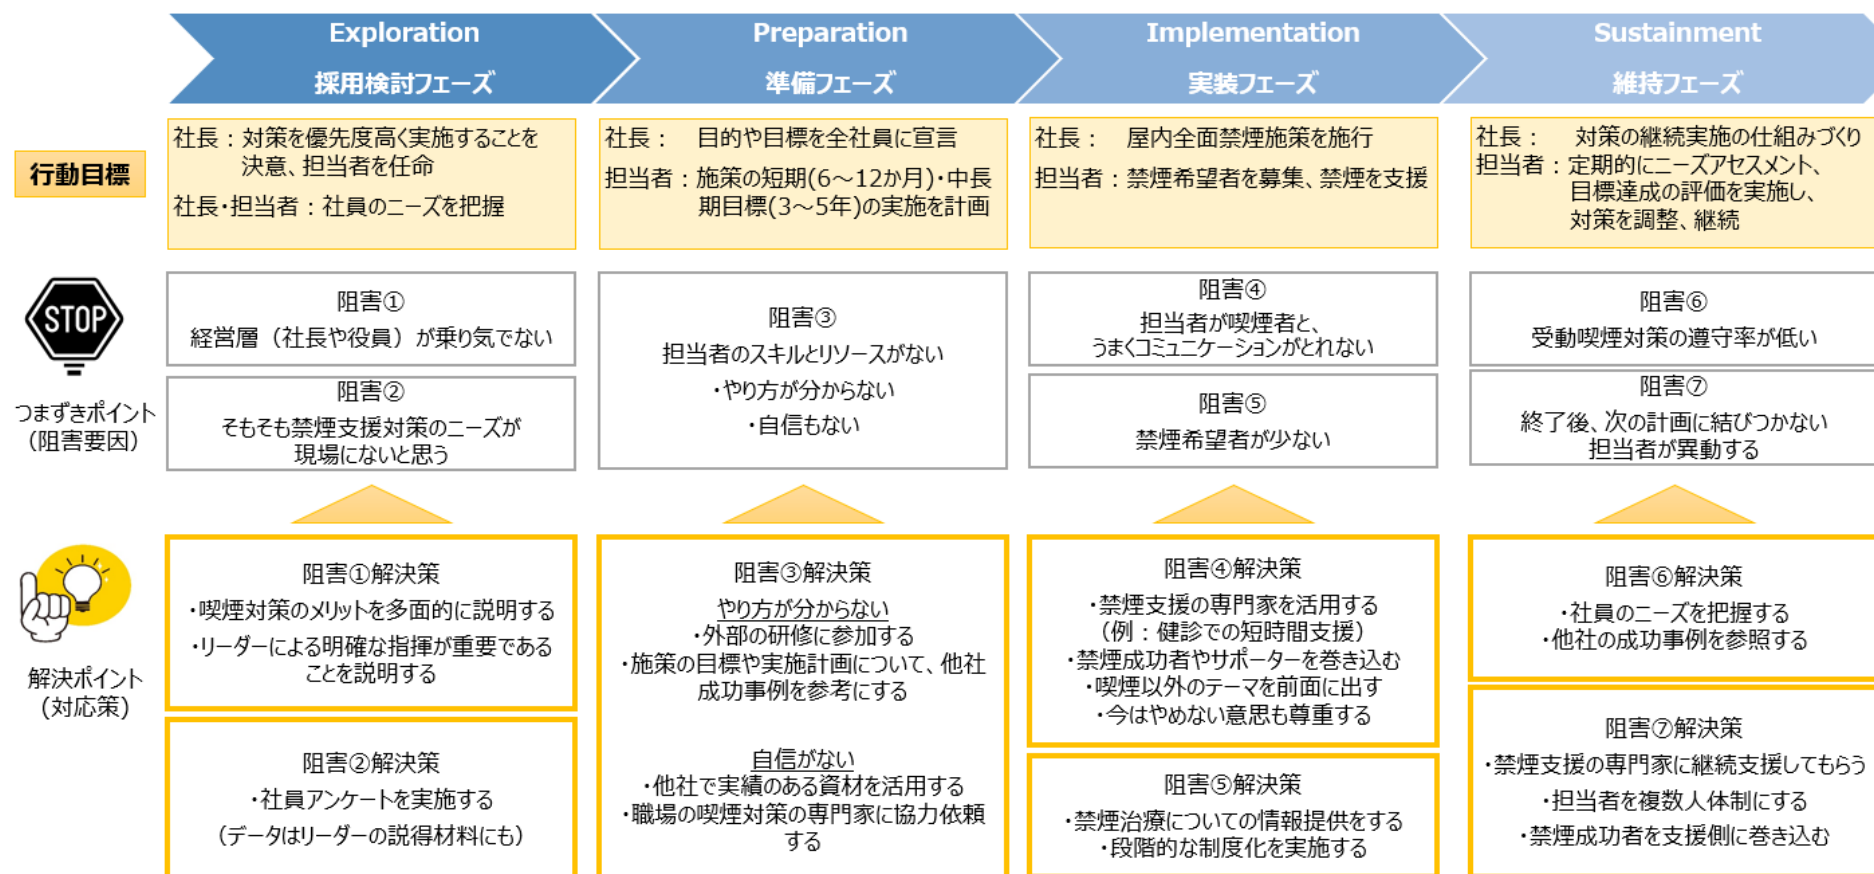 Exploration
採用検討フェーズ
Preparation
準備フェーズ
Implementation
実装フェーズ
Sustainment
維持フェーズ
行動目標
社長：対策を優先度高く実施することを
決意、担当者を任命
社長・担当者：社員のニーズを把握
社長： 目的や目標を全社員に宣言
担当者：施策の短期(6～12か月)・中長
期目標(3～5年)の実施を計画
社長： 屋内全面禁煙施策を施行
担当者：禁煙希望者を募集、禁煙を支援
社長： 対策の継続実施の仕組みづくり
担当者：定期的にニーズアセスメント、
目標達成の評価を実施し、
対策を調整、継続
STOP
つまずきポイント
（阻害要因）
阻害①
経営層（社長や役員）が乗り気でない
阻害②
そもそも禁煙支援対策のニーズが
現場にないと思う
阻害③
担当者のスキルとリソースがない
・やり方が分からない
・自信もない
阻害④
担当者が喫煙者と、
うまくコミュニケーションがとれない
阻害⑤
禁煙希望者が少ない
阻害⑥
受動喫煙対策の遵守率が低い
阻害⑦
終了後、次の計画に結びつかない
担当者が異動する
解決ポイント
(対応策)
阻害①解決策
・喫煙対策のメリットを多面的に説明する
・リーダーによる明確な指揮が重要である
ことを説明する
阻害②解決策
・社員アンケートを実施する
（データはリーダーの説得材料にも）
阻害③解決策
やり方が分からない
・外部の研修に参加する
・施策の目標や実施計画について、他社
成功事例を参考にする
自信がない
・他社で実績のある資材を活用する
・職場の喫煙対策の専門家に協力依頼
する
阻害④解決策
・禁煙支援の専門家を活用する
（例：健診での短時間支援）
・禁煙成功者やサポーターを巻き込む
・喫煙以外のテーマを前面に出す
・今はやめない意思も尊重する
阻害⑤解決策
・禁煙治療についての情報提供をする
・段階的な制度化を実施する
阻害⑥解決策
・社員のニーズを把握する
・他社の成功事例を参照する
阻害⑦解決策
・禁煙支援の専門家に継続支援してもらう
・担当者を複数人体制にする
・禁煙成功者を支援側に巻き込む